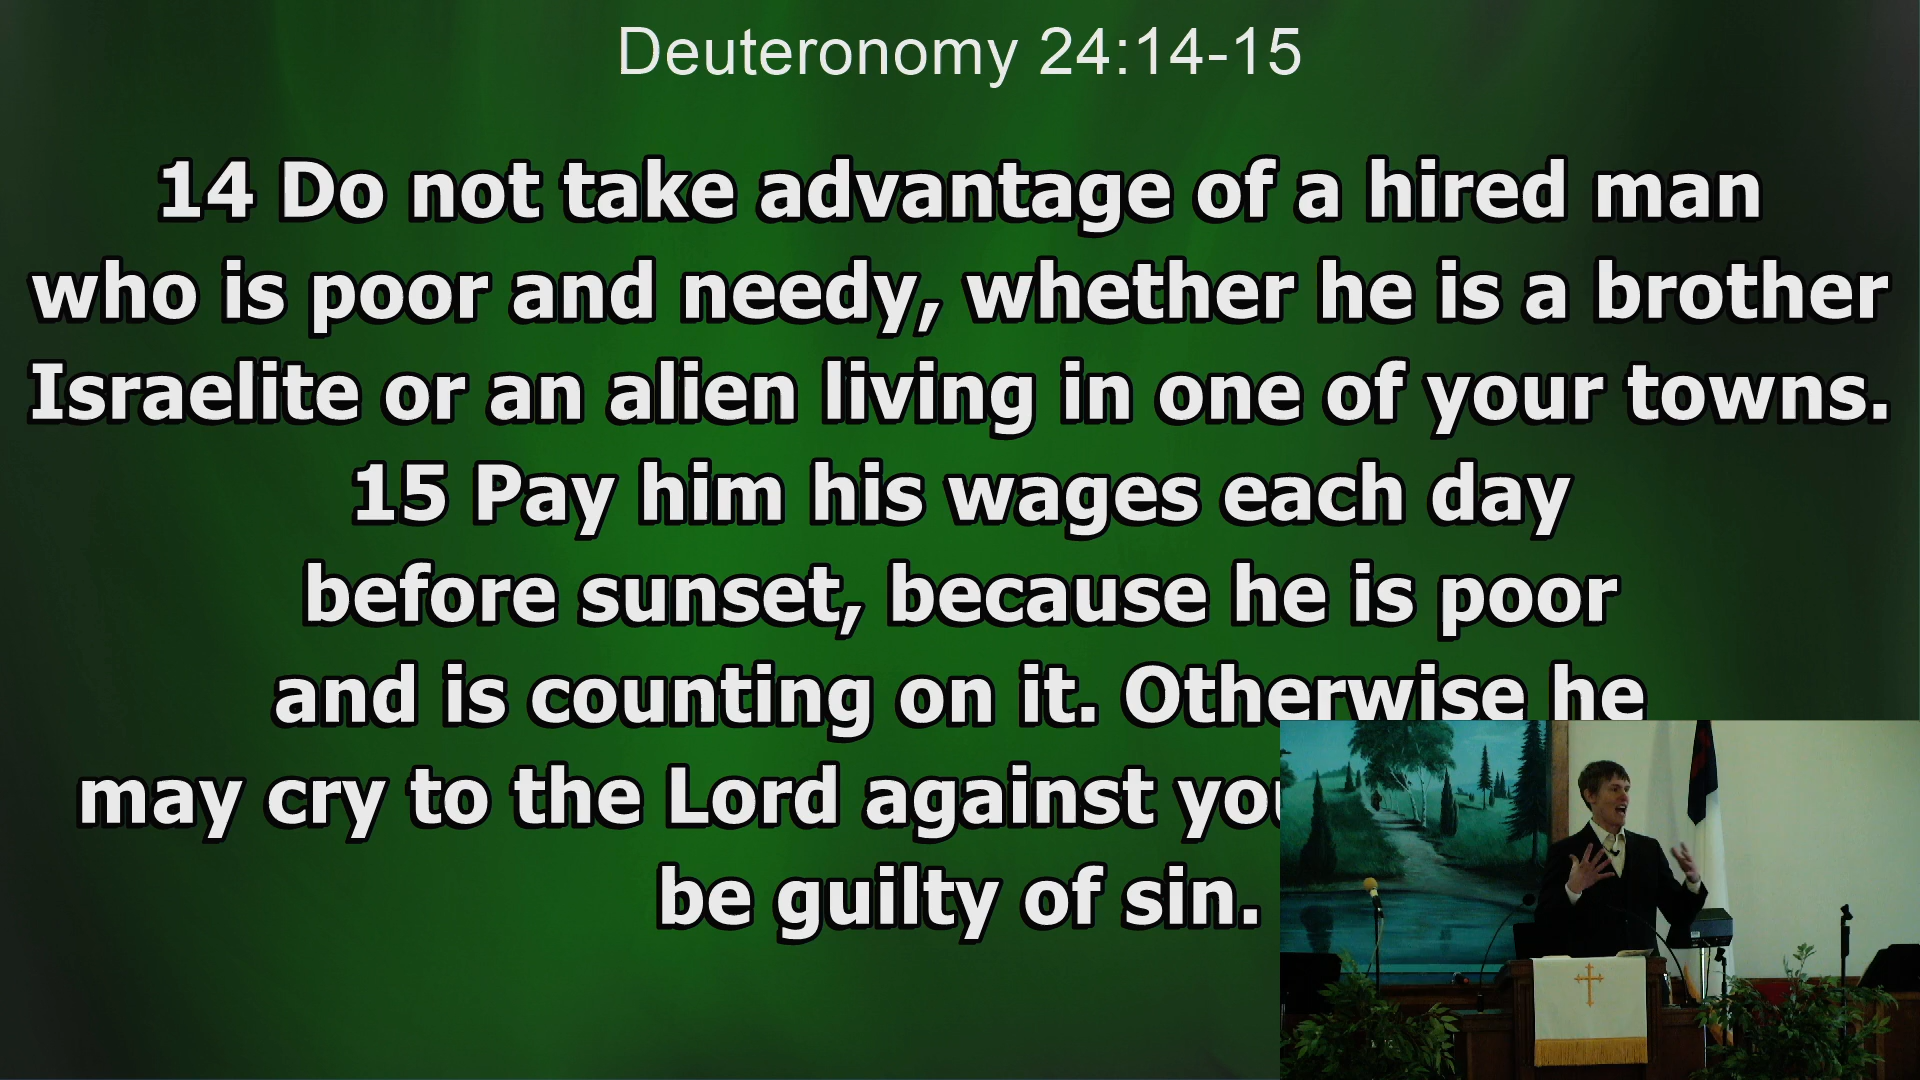 Deuteronomy 24:14-15
14 Do not take advantage of a hired man
who is poor and needy, whether he is a brother
Israelite or an alien living in one of your towns.
15 Pay him his wages each day
before sunset, because he is poor
and is counting on it. Otherwise he
may cry to the Lord against
be guilty of sin.